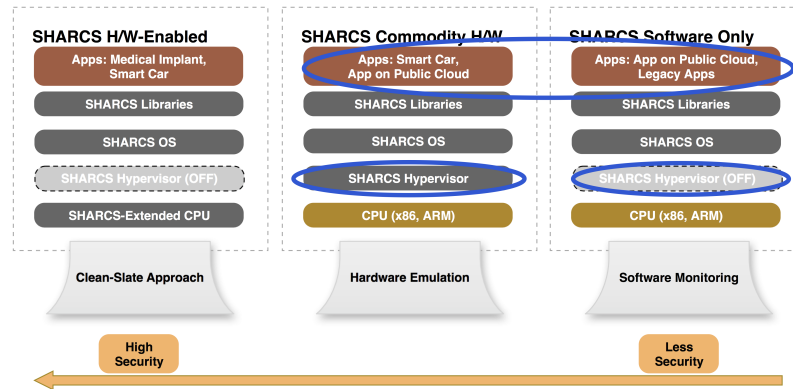 SHARCS H/W-Enabled
Apps: Medical Implant,
Smart Car
SHARCS Libraries
SHARCS OS
SHARCS Hypervisor (OFF)
SHARCS-Extended CPU
Clean-Slate Approach
SHARCS Commodity H/W
Apps: Smart Car,
App on Public Cloud
SHARCS Libraries
SHARCS OS
SHARCS Hypervisor
CPU (x86, ARM)
Hardware Emulation
SHARCS Software Only
Apps: App on Public Cloud,
Legacy Apps
SHARCS Libraries
SHARCS OS
SHARCS Hypervisor (OFF)
CPU (x86, ARM)
Software Monitoring
High
Security
Less
Security